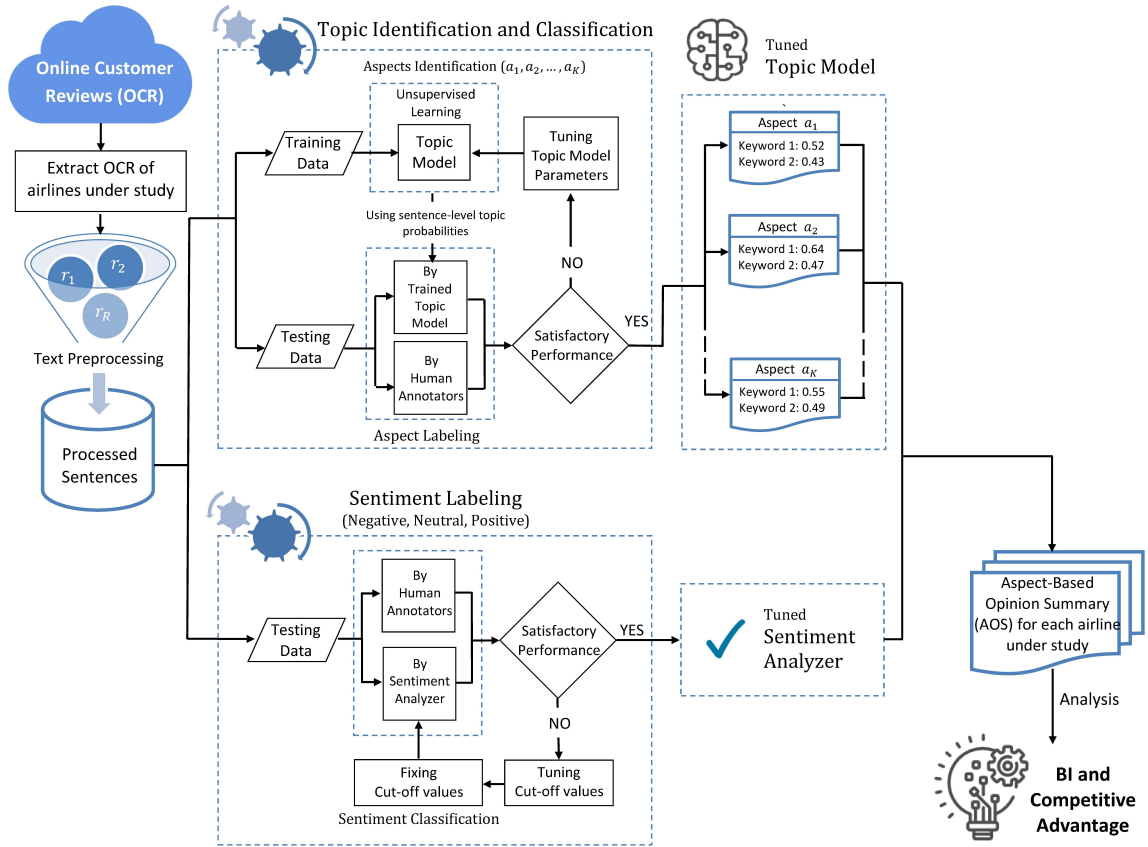 Online Customer
Reviews (OCR)
Extract OCR of
airlines under study
r₁
r₂
r_R
Text Preprocessing
Processed
Sentences
Topic Identification and Classification
Aspects Identification (a₁, a₂, ..., a_K)
Unsupervised
Learning
Training
Data
Topic
Model
Tuning
Topic Model
Parameters
Using sentence-level topic
probabilities
NO
By
Trained
Topic
Model
Testing
Data
By
Human
Annotators
Satisfactory
Performance
YES
Aspect Labeling
Tuned
Topic Model
Aspect a₁
Keyword 1: 0.52
Keyword 2: 0.43
Aspect a₂
Keyword 1: 0.64
Keyword 2: 0.47
Aspect a_K
Keyword 1: 0.55
Keyword 2: 0.49
Sentiment Labeling
(Negative, Neutral, Positive)
By
Human
Annotators
Testing
Data
By
Sentiment
Analyzer
Satisfactory
Performance
YES
NO
Fixing
Cut-off values
Tuning
Cut-off values
Sentiment Classification
Tuned
Sentiment
Analyzer
Aspect-Based
Opinion Summary
(AOS) for each airline
under study
Analysis
BI and
Competitive
Advantage